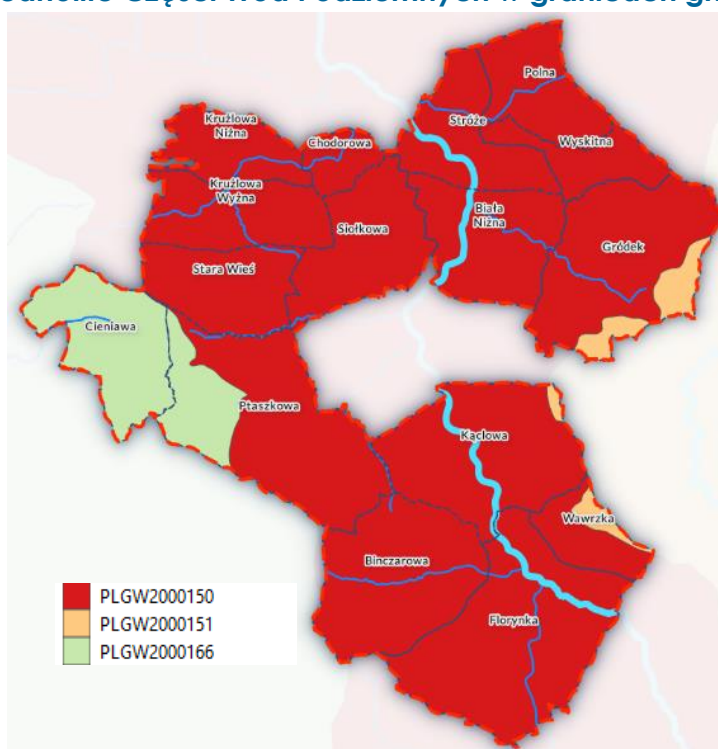 w granicach
Polna
Stróże
Kruźlowa
Niżna
Chodorowa
Wyskitna
Kruźlowa
Wyżna
Biała
Niżna
Siołkowa
Gródek
Stara Wieś
Cieniawa
Ptaszkowa
Kąclowa
Wawrzka
Binczarowa
Florynka
PLGW2000150
PLGW2000151
PLGW2000166